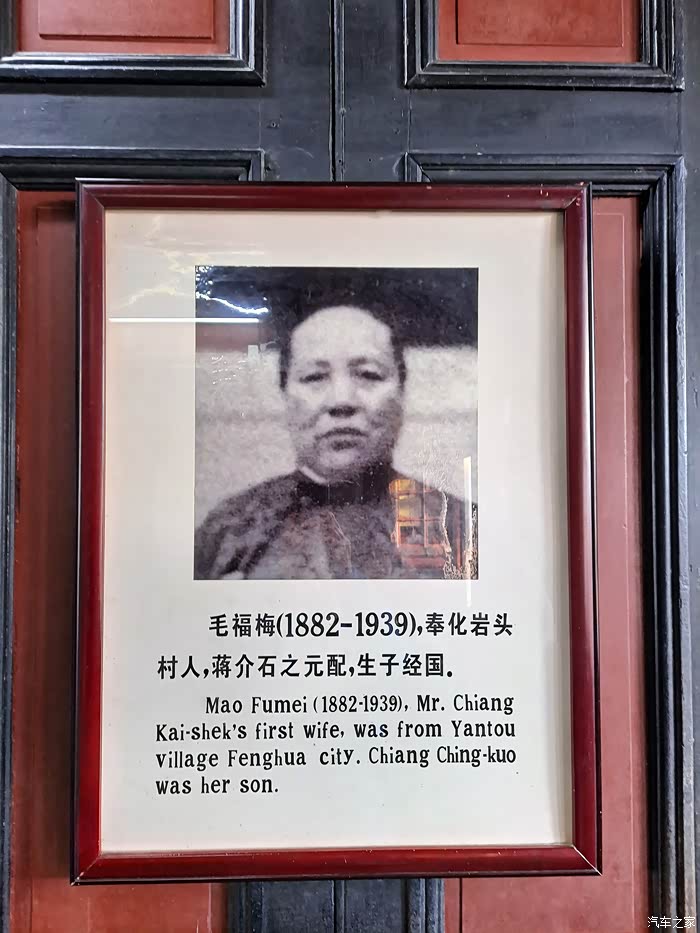 毛福梅(1882-1939),奉化岩头
村人,蒋介石之元配,生子经国.
Mao Fumei (1882-1939), Mr. Chiang
Kai-shek's first wife, was from Yantou
village Fenghua city. Chiang Ching-kuo
was her son.
汽车之家